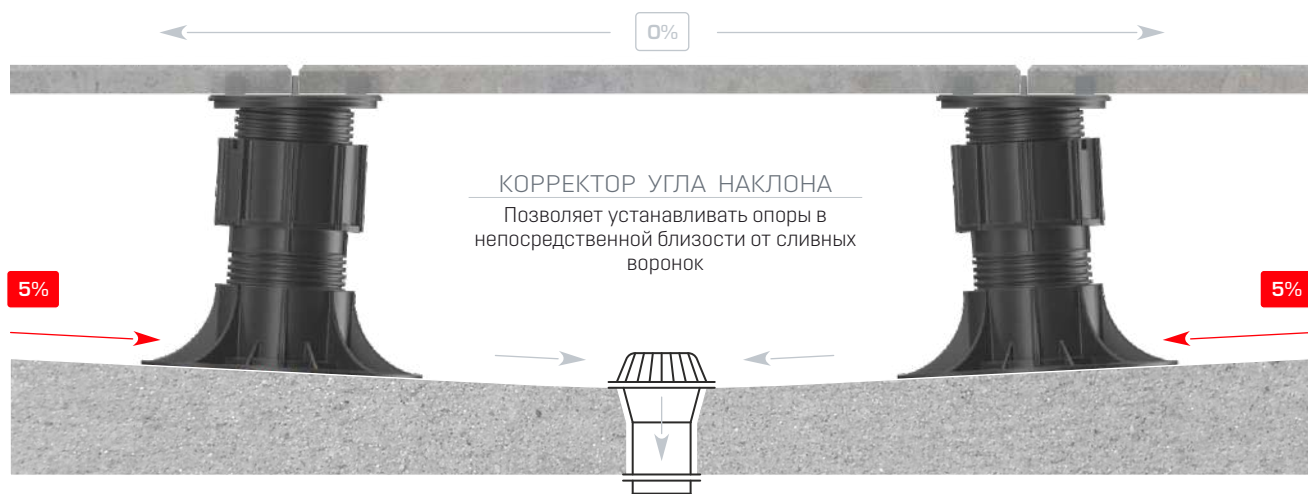 0%
КОРРЕКТОР УГЛА НАКЛОНА
Позволяет устанавливать опоры в
непосредственной близости от сливных
воронок
5%
5%